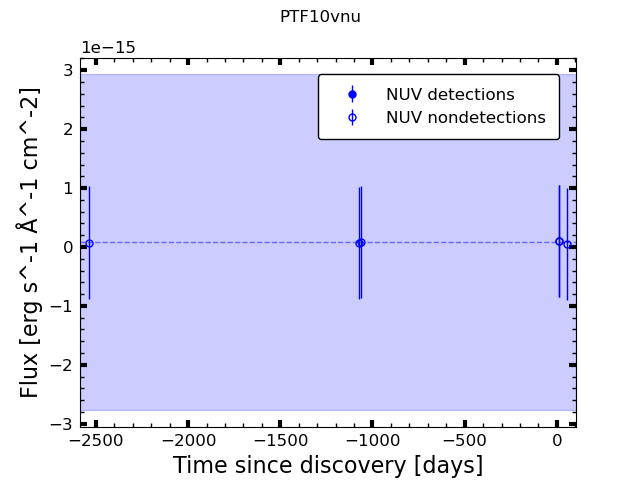 PTF10vnu
1e−15
Flux [erg s^-1 Å^-1 cm^-2]
3
2
1
0
−1
−2
−3
NUV detections
NUV nondetections
−2500 −2000 −1500 −1000 −500 0
Time since discovery [days]